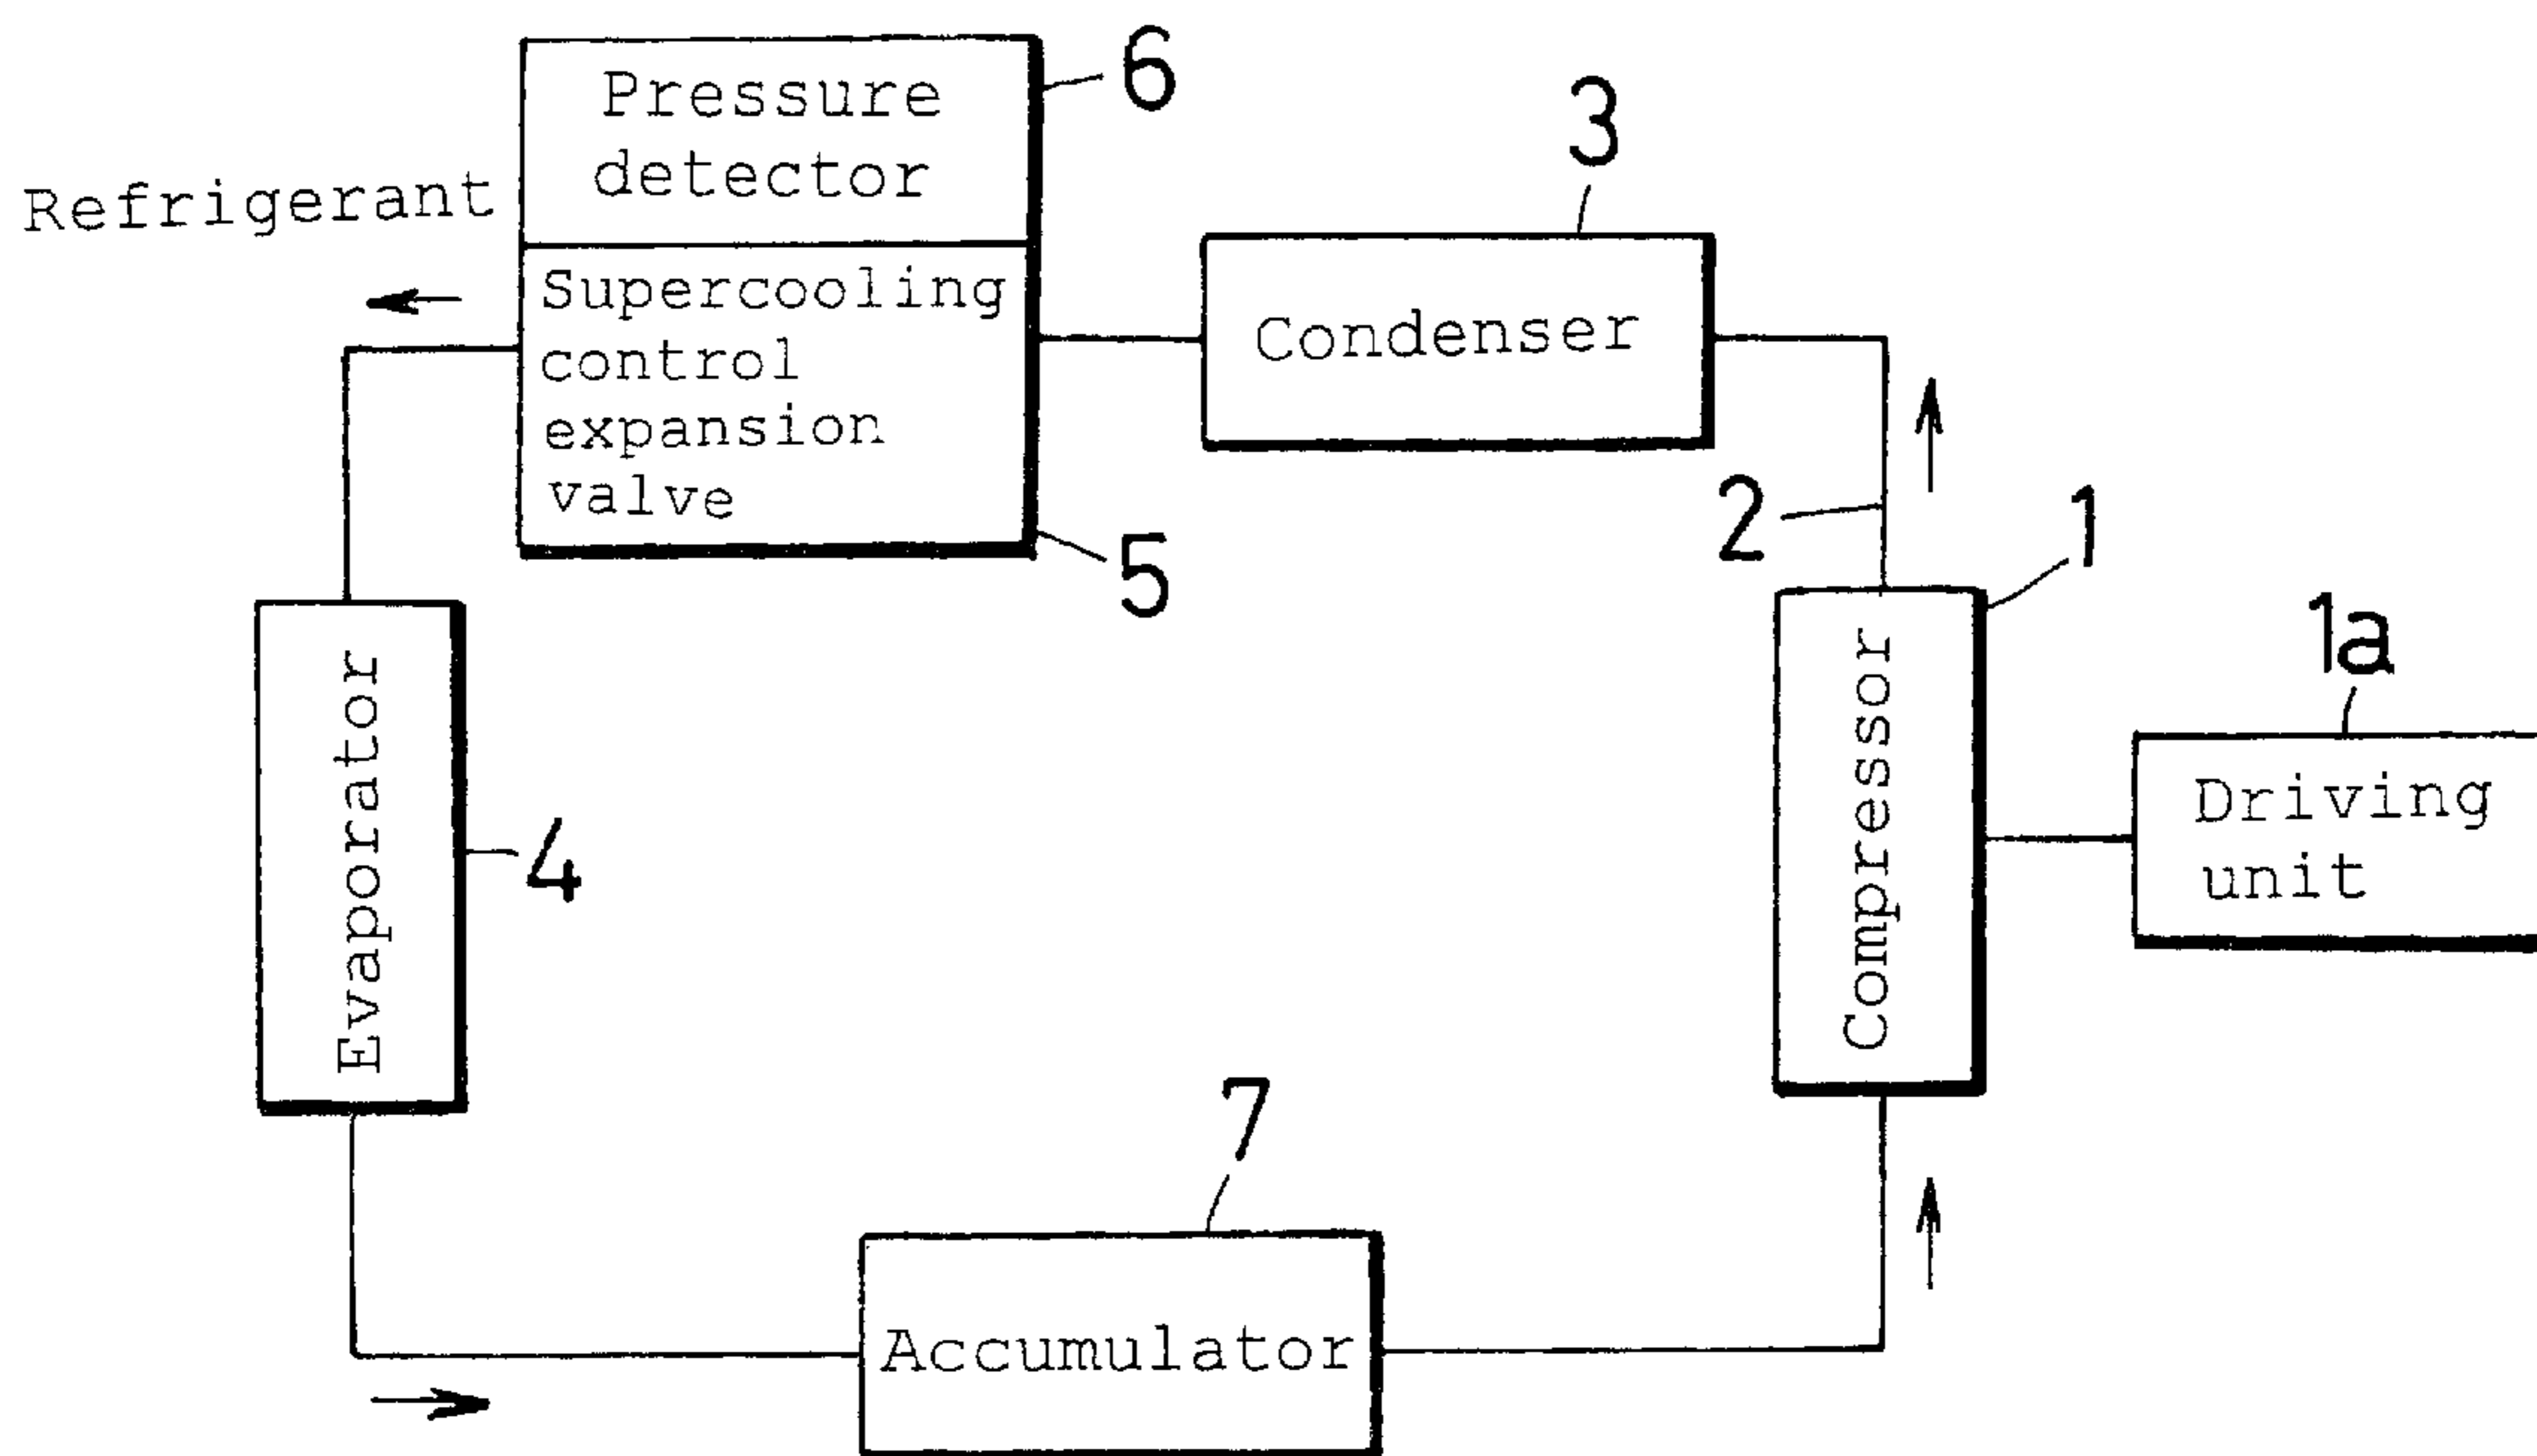 6
Pressure
detector
3
Refrigerant
Supercooling
control
expansion
valve
Condenser
2
1
5
1a
Evaporator
Compressor
Driving
unit
4
7
Accumulator